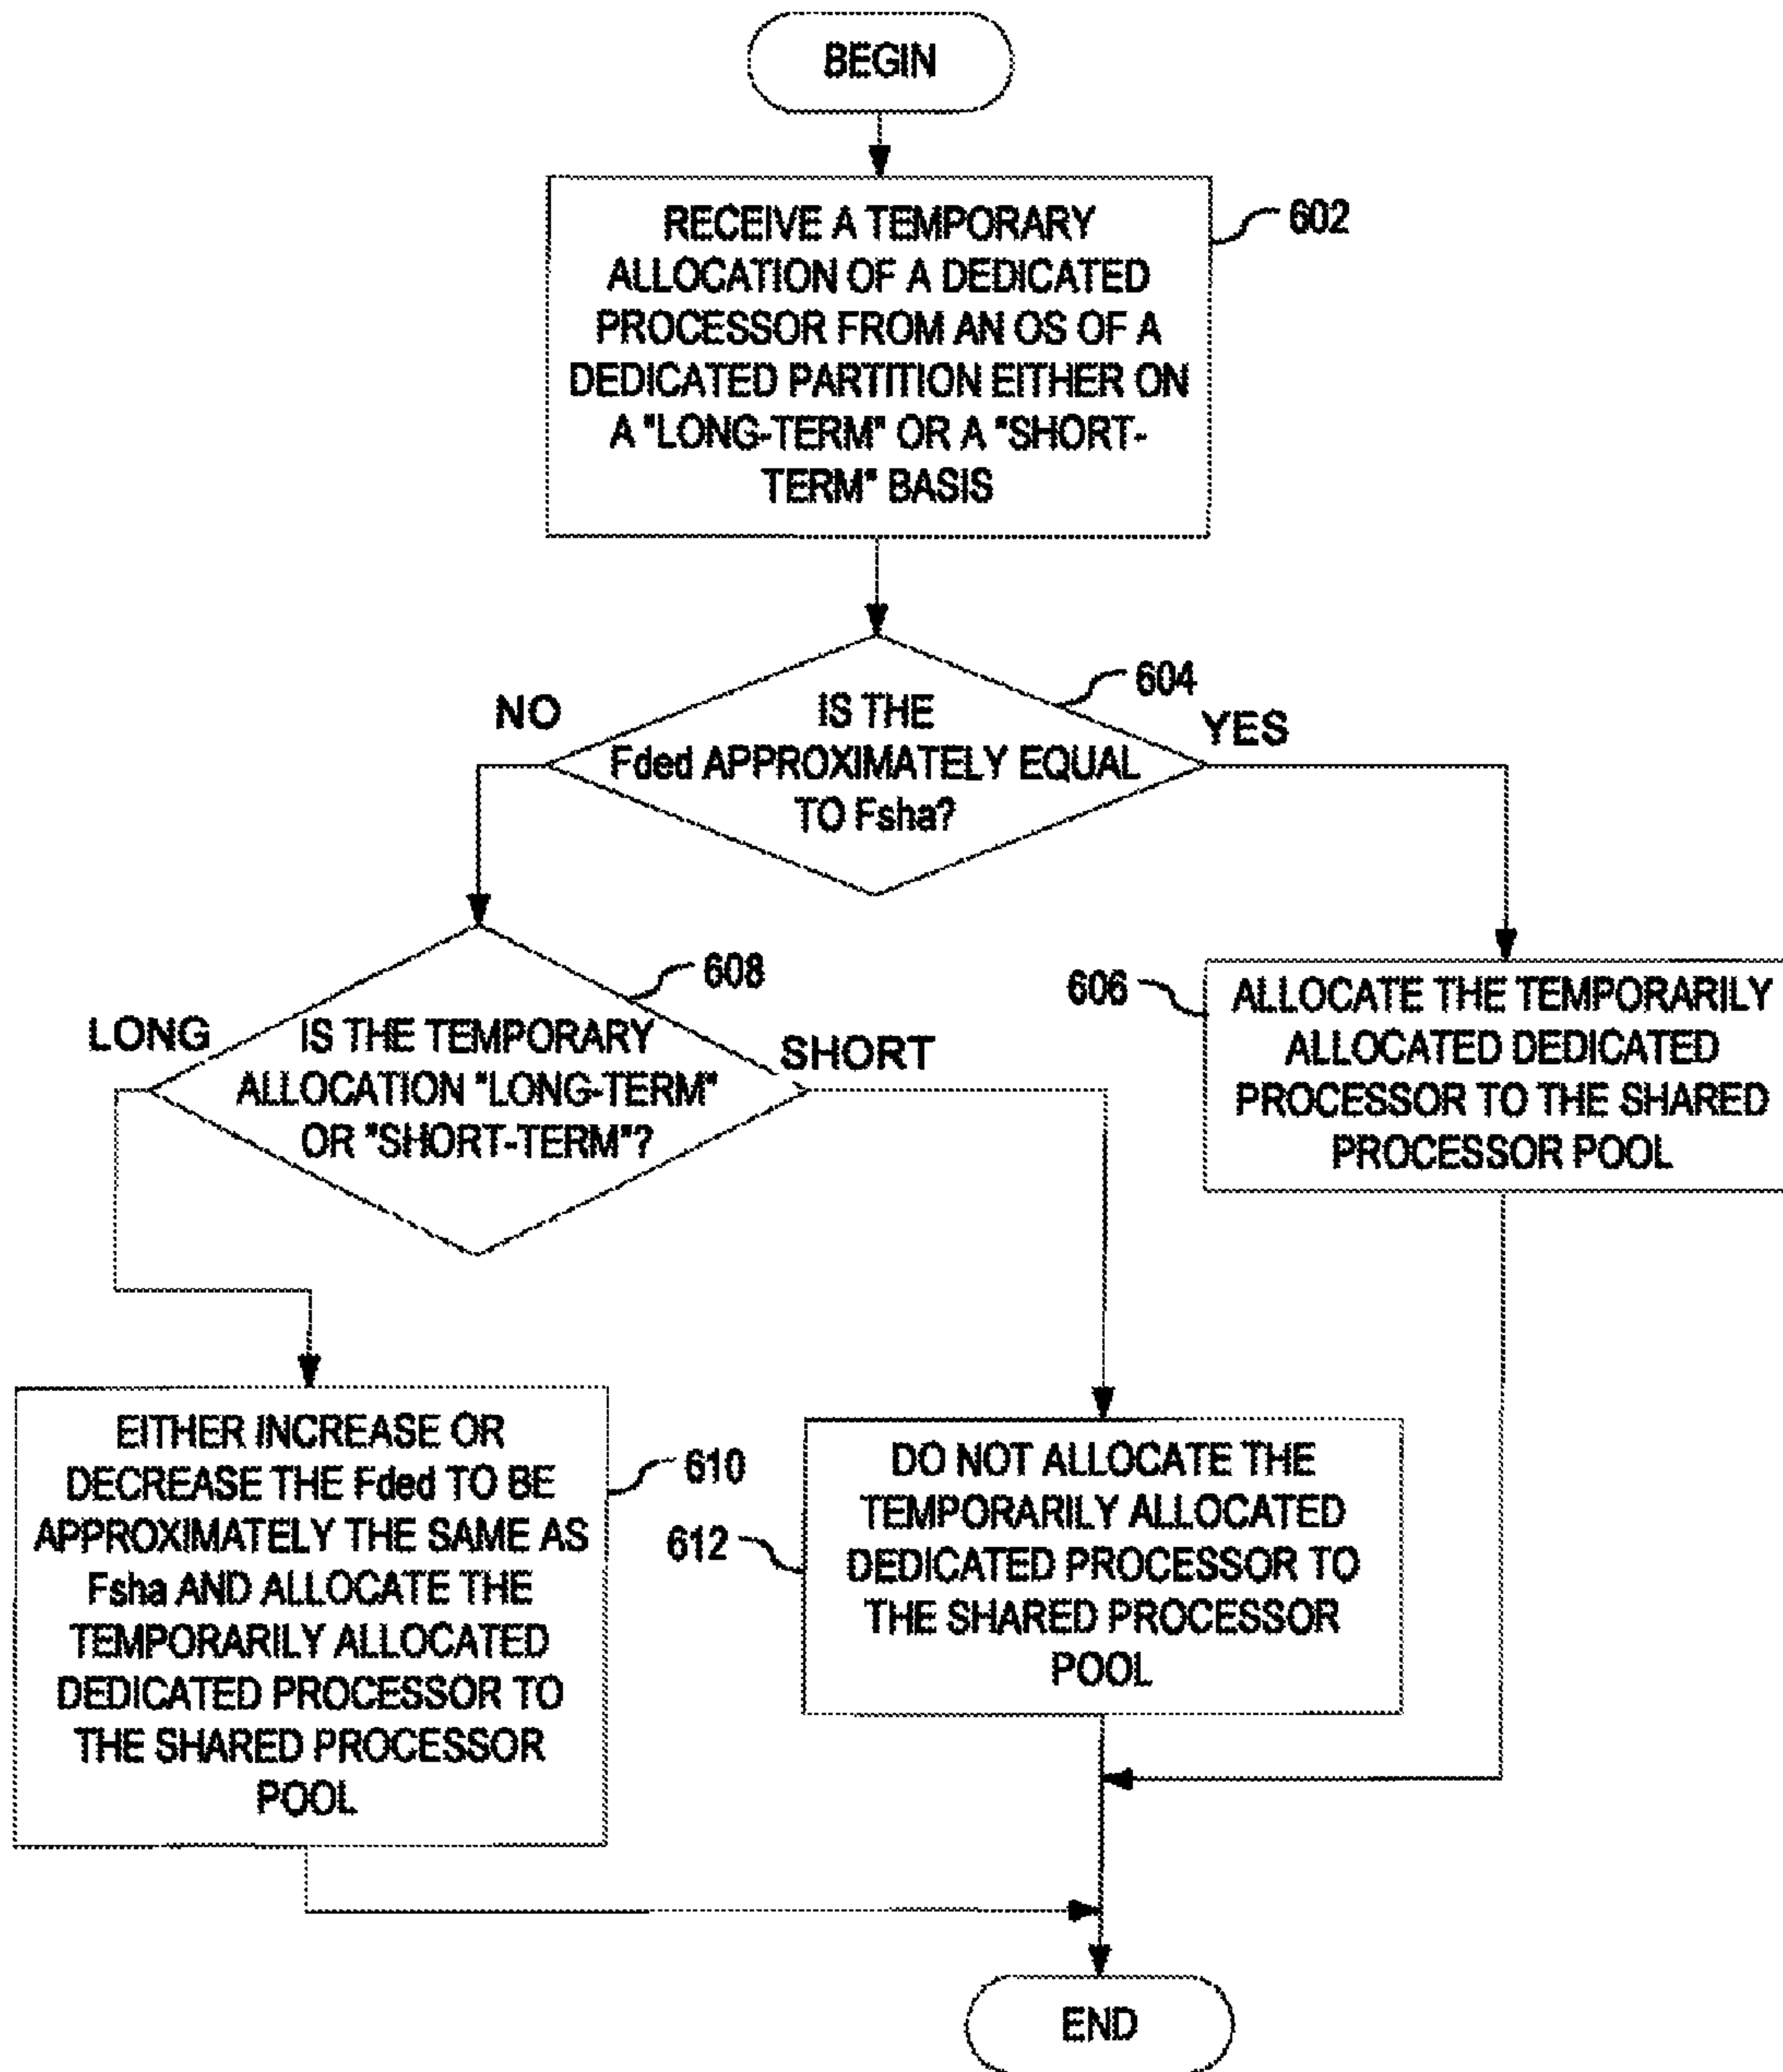 BEGIN
RECEIVE A TEMPORARY
ALLOCATION OF A DEDICATED
PROCESSOR FROM AN OS OF A
DEDICATED PARTITION EITHER ON
A "LONG-TERM" OR A "SHORT-
TERM" BASIS
602
604
NO
IS THE
Fded APPROXIMATELY EQUAL
TO Fsha?
YES
608
LONG
IS THE TEMPORARY
ALLOCATION "LONG-TERM"
OR "SHORT-TERM"?
SHORT
606
ALLOCATE THE TEMPORARILY
ALLOCATED DEDICATED
PROCESSOR TO THE SHARED
PROCESSOR POOL
EITHER INCREASE OR
DECREASE THE Fded TO BE
APPROXIMATELY THE SAME AS
Fsha AND ALLOCATE THE
TEMPORARILY ALLOCATED
DEDICATED PROCESSOR TO
THE SHARED PROCESSOR
POOL
610
DO NOT ALLOCATE THE
TEMPORARILY ALLOCATED
DEDICATED PROCESSOR TO
THE SHARED PROCESSOR
POOL
612
END